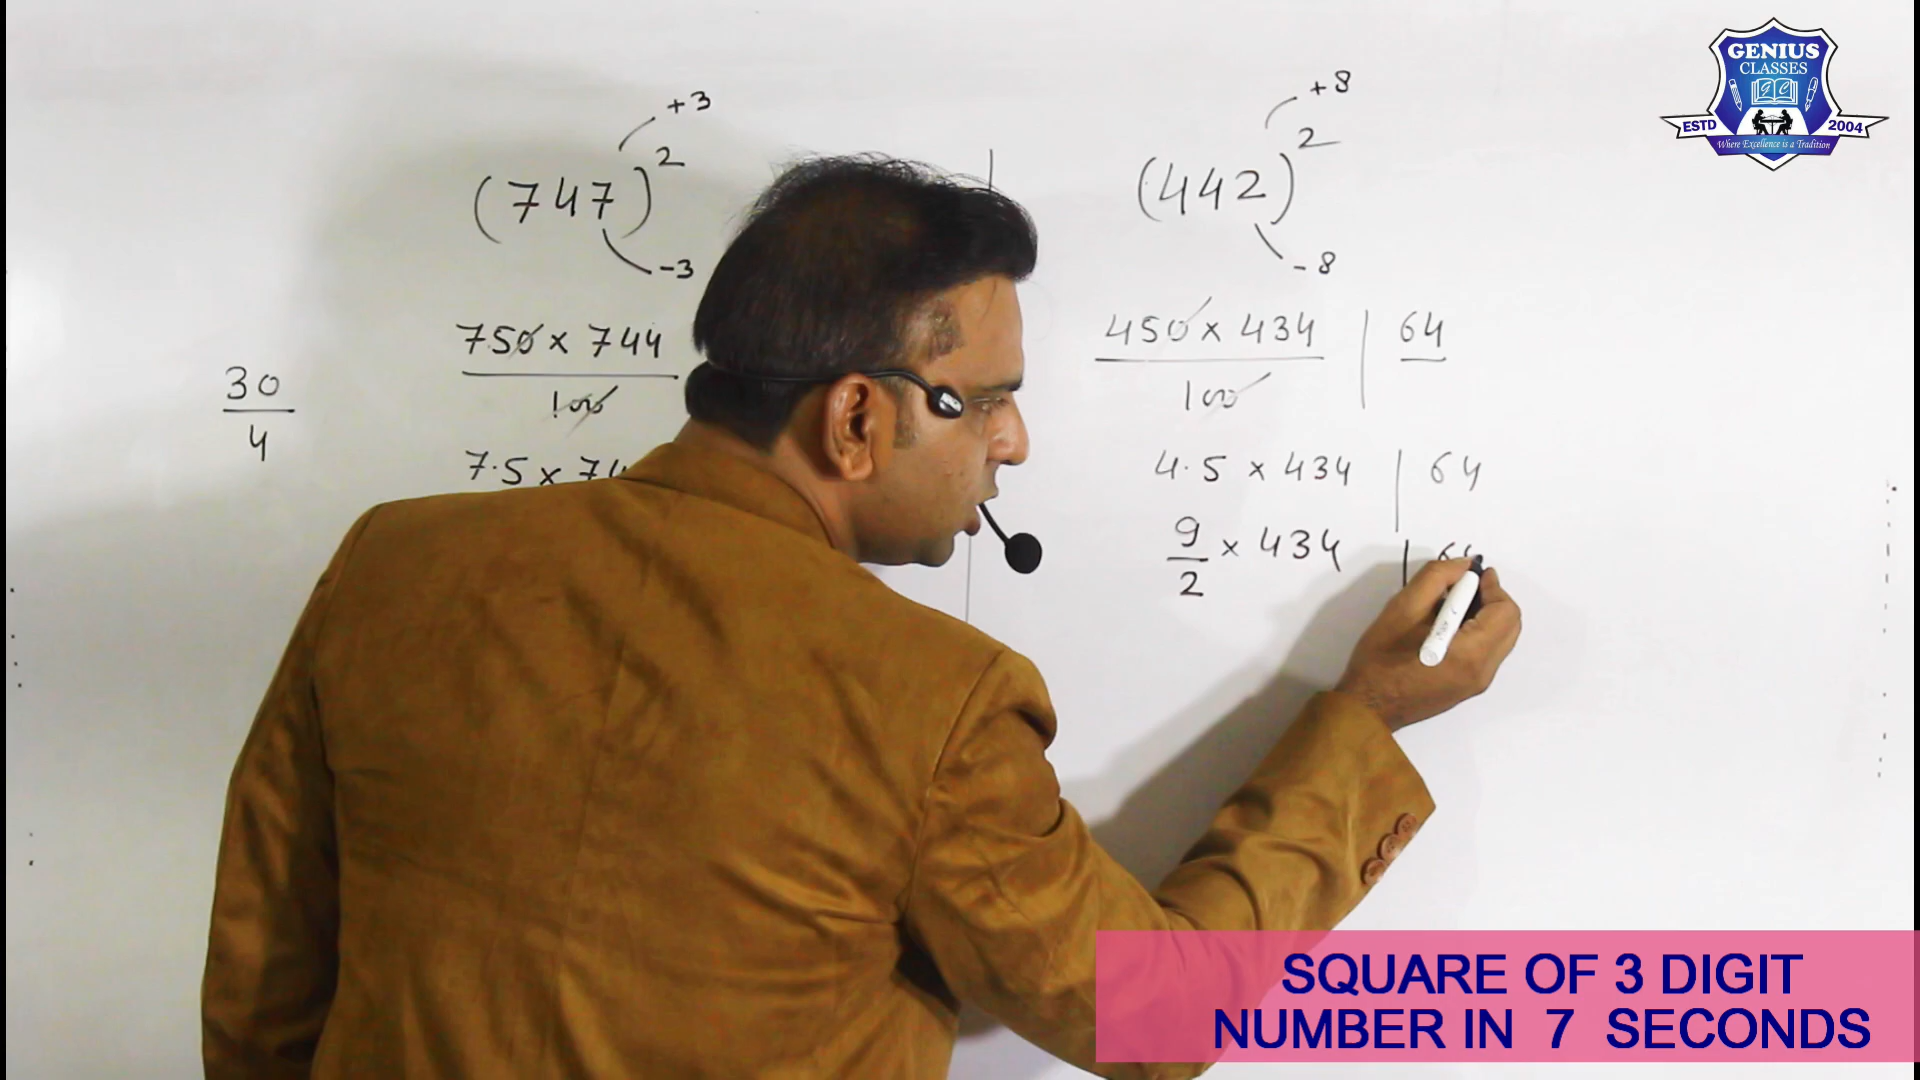 GENIUS
CLASSES
GC
ESTD 2004
Where Excellence is a Tradition
+3
(747)²
-3
750 x 744
100
7.5 x 74
30
4
+8
(442)²
-8
450 x 434 | 64
100
4.5 x 434 | 64
9
2 x 434 | 64
SQUARE OF 3 DIGIT
NUMBER IN 7 SECONDS